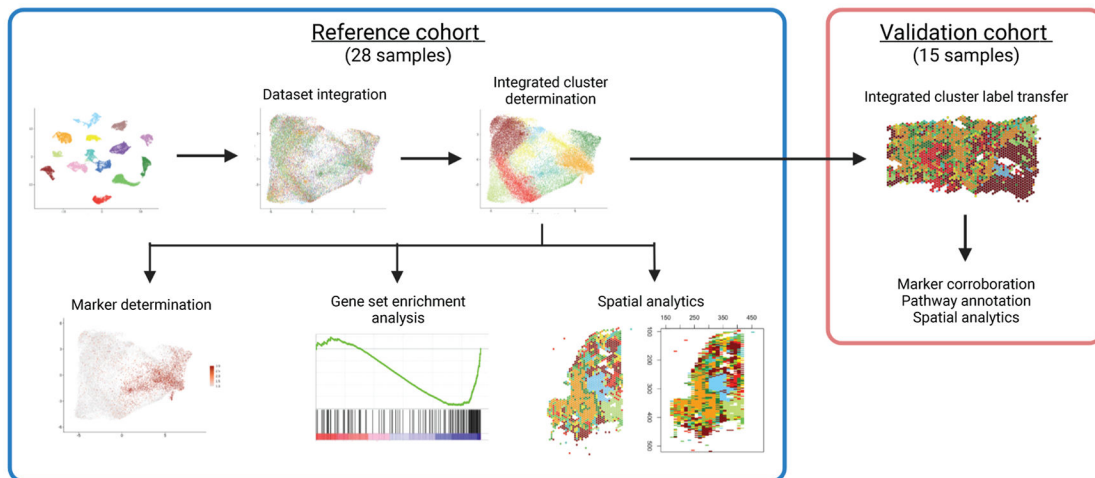 Reference cohort
(28 samples)
Dataset integration
Integrated cluster
determination
Marker determination
Gene set enrichment
analysis
Spatial analytics
150 250 350 450
100
200
300
400
500
Validation cohort
(15 samples)
Integrated cluster label transfer
Marker corroboration
Pathway annotation
Spatial analytics